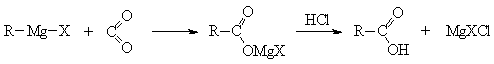 R–Mg–X + C O O → R–C O OMgX HCl → R–C O OH + MgXCl